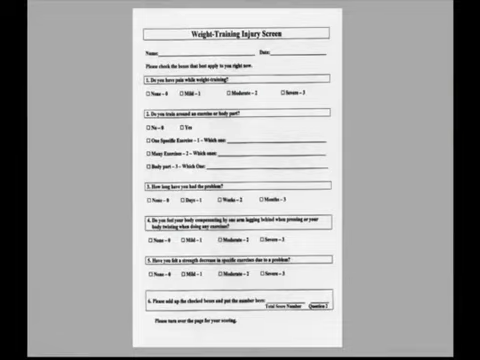 Weight-Training Injury Screen
Name: Date:
Please check the boxes that best apply to you right now.
1. Do you have pain while weight-training?
None – 0 Mild – 1 Moderate – 2 Severe – 3
2. Do you train around an exercise or body part?
No – 0 Yes
One Specific Exercise – 1 – Which one:
Many Exercises – 2 – Which ones:
Body part – 3 – Which One:
3. How long have you had the problem?
None – 0 Days – 1 Weeks – 2 Months – 3
4. Do you feel your body compensating by one arm lagging behind when pressing or your
body twisting when doing any exercises?
None – 0 Mild – 1 Moderate – 2 Severe – 3
5. Have you felt a strength decrease in specific exercises due to a problem?
None – 0 Mild – 1 Moderate – 2 Severe – 3
6. Please add up the checked boxes and put the number here:
Total Score Number Question 2
Please turn over the page for your scoring.